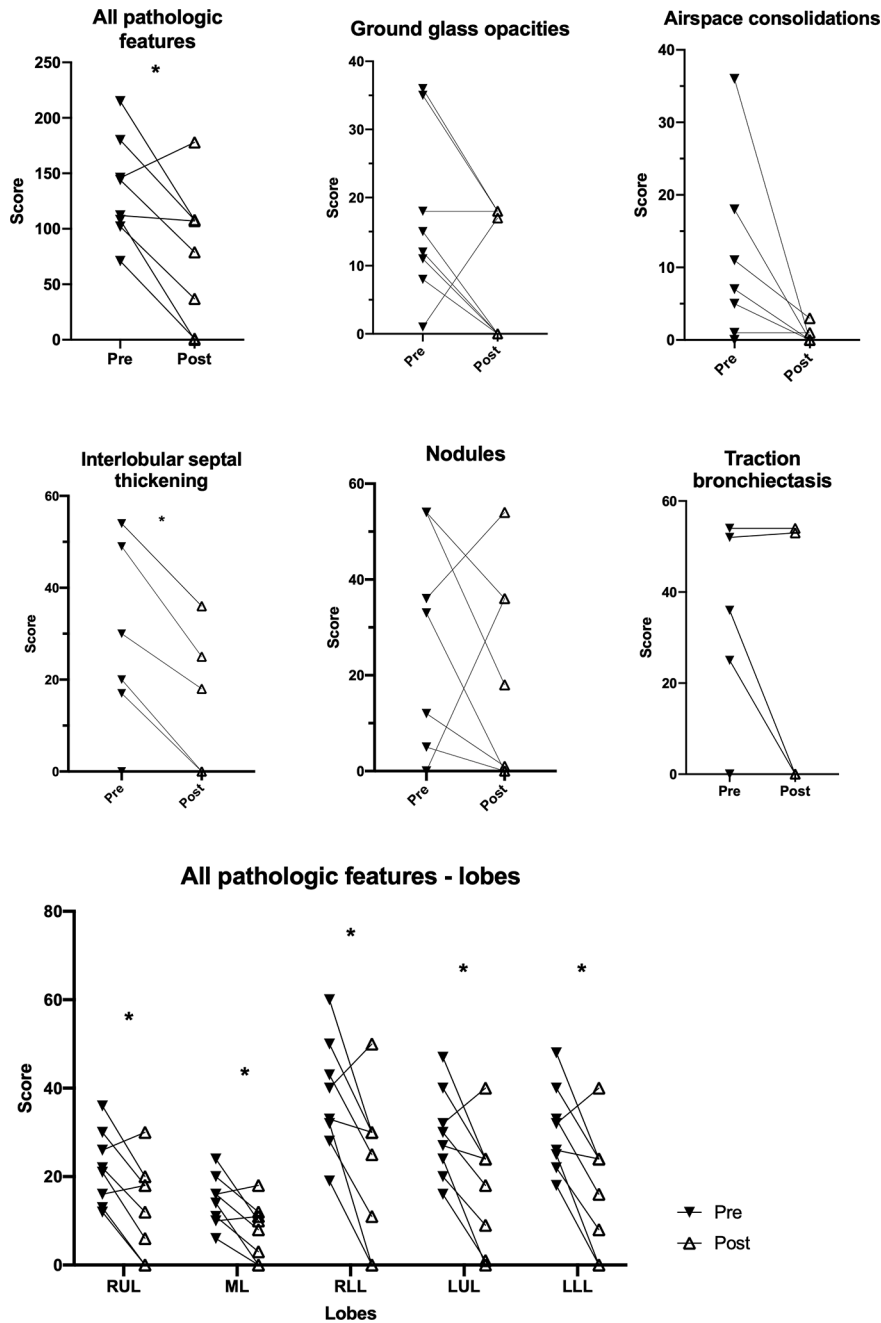 All pathologic
features
*
250
200
150
100
50
0
Score
Pre
Post
Ground glass opacities
40
30
20
10
0
Score
Pre
Post
Airspace consolidations
40
30
20
10
0
Score
Pre
Post
Interlobular septal
thickening
*
60
40
20
0
Score
Pre
Post
Nodules
60
40
20
0
Score
Pre
Post
Traction
bronchiectasis
60
40
20
0
Score
Pre
Post
All pathologic features - lobes
80
60
40
20
0
Score
*
*
*
*
*
RUL
ML
RLL
LUL
LLL
Lobes
Pre
Post